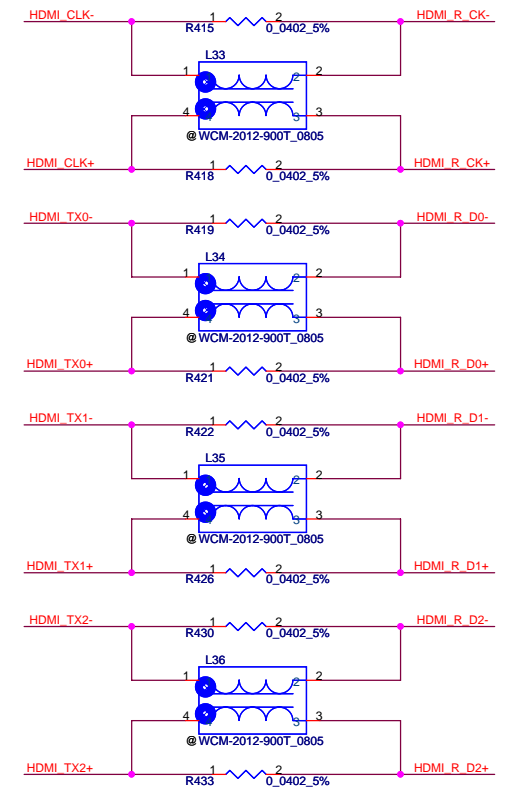 HDMI_CLK- 1 2 HDMI_R_CK-
R415 0_0402_5%
L33
1 2 2
4 3 3
@ WCM-2012-900T_0805
HDMI_CLK+ 1 2 HDMI_R_CK+
R418 0_0402_5%
HDMI_TX0- 1 2 HDMI_R_D0-
R419 0_0402_5%
L34
1 2 2
4 3 3
@ WCM-2012-900T_0805
HDMI_TX0+ 1 2 HDMI_R_D0+
R421 0_0402_5%
HDMI_TX1- 1 2 HDMI_R_D1-
R422 0_0402_5%
L35
1 2 2
4 3 3
@ WCM-2012-900T_0805
HDMI_TX1+ 1 2 HDMI_R_D1+
R426 0_0402_5%
HDMI_TX2- 1 2 HDMI_R_D2-
R430 0_0402_5%
L36
1 2 2
4 3 3
@ WCM-2012-900T_0805
HDMI_TX2+ 1 2 HDMI_R_D2+
R433 0_0402_5%